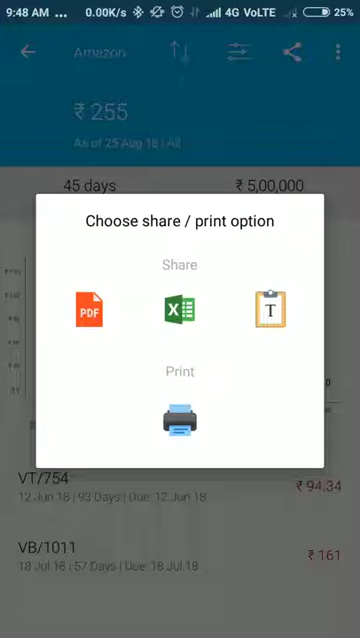 9:48 AM ... 0.00K/s 4G VoLTE 25%
Amazon
₹ 255
As of 25 Aug 18 | All
45 days ₹ 5,00,000
Choose share / print option
Share
PDF X T
Print
VT/754
12 Jun 18 | 93 Days | Due: 12 Jun 18
₹ 94.34
VB/1011
18 Jul 18 | 57 Days | Due: 18 Jul 18
₹ 161